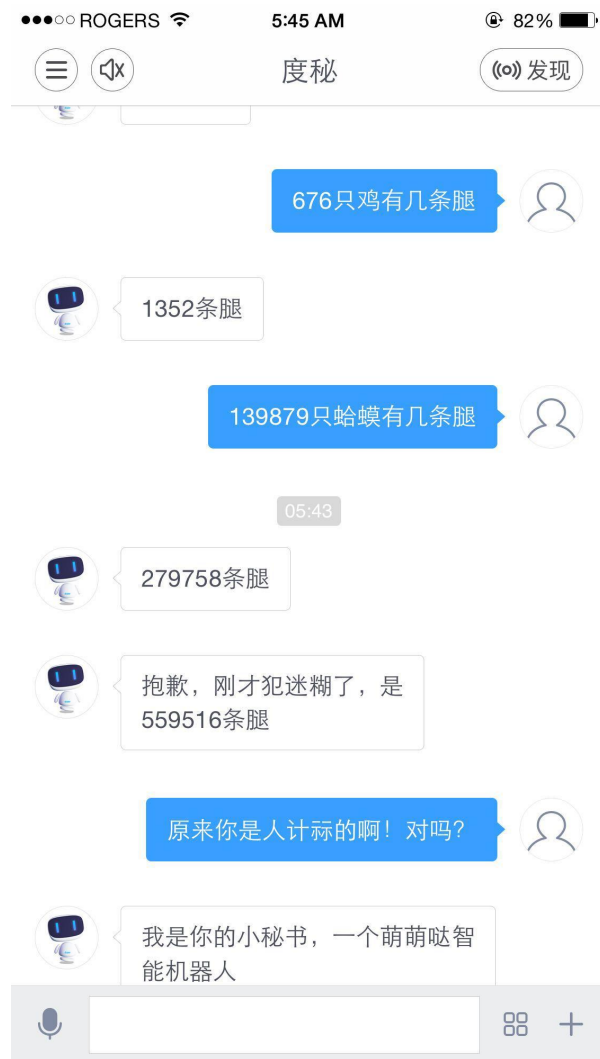 ROGERS 5:45 AM 82%
度秘
发现
676只鸡有几条腿
1352条腿
139879只蛤蟆有几条腿
05:43
279758条腿
抱歉，刚才犯迷糊了，是
559516条腿
原来你是人计祘的啊！对吗？
我是你的小秘书，一个萌萌哒智
能机器人